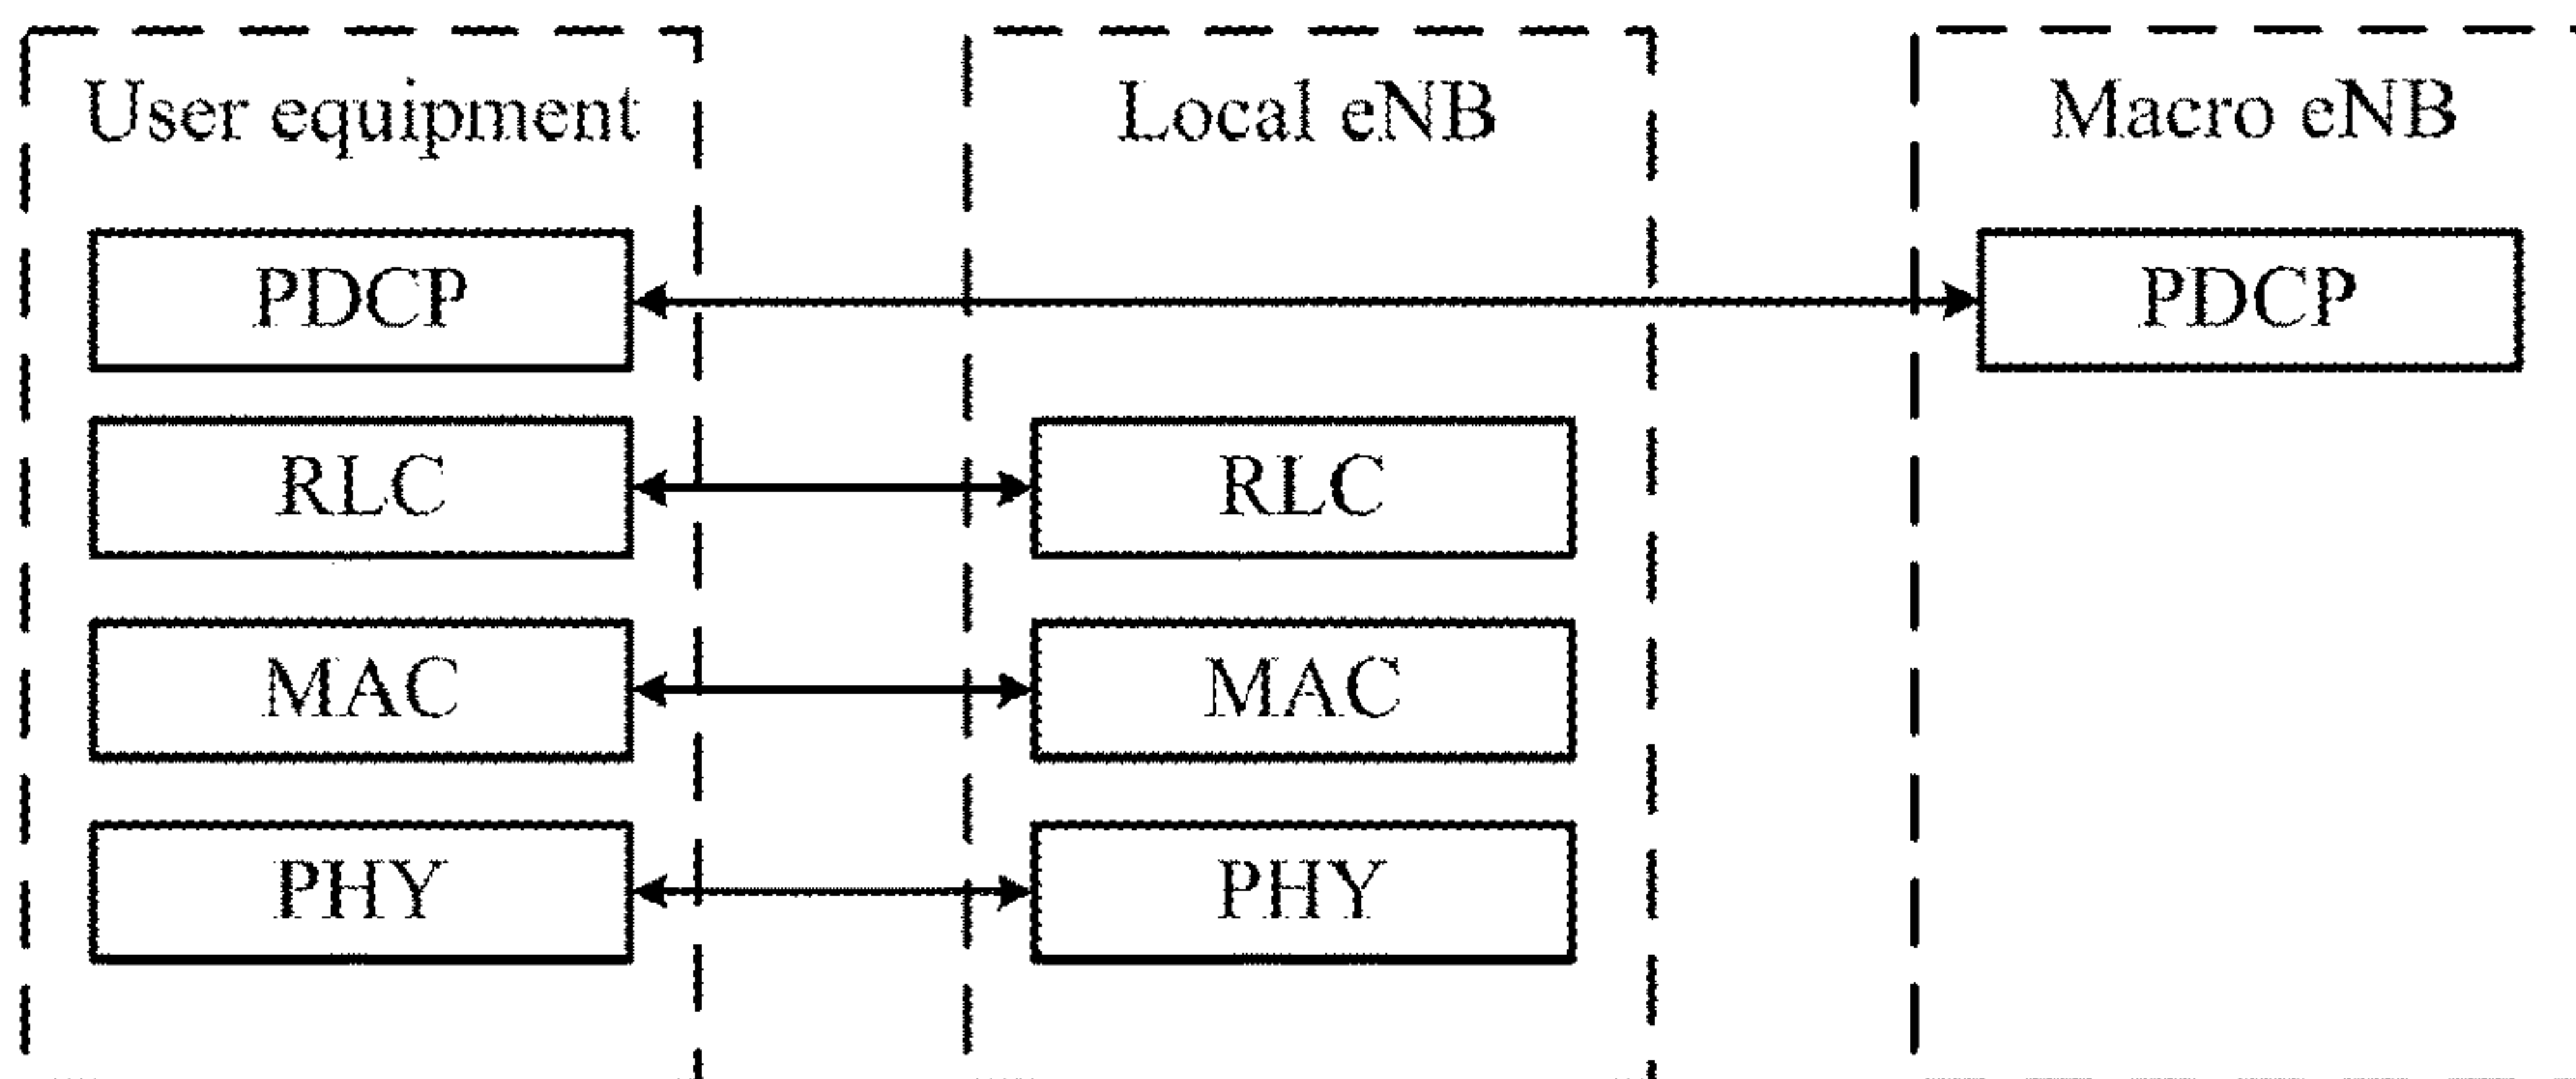 User equipment
Local eNB
Macro eNB
PDCP
PDCP
RLC
RLC
MAC
MAC
PHY
PHY